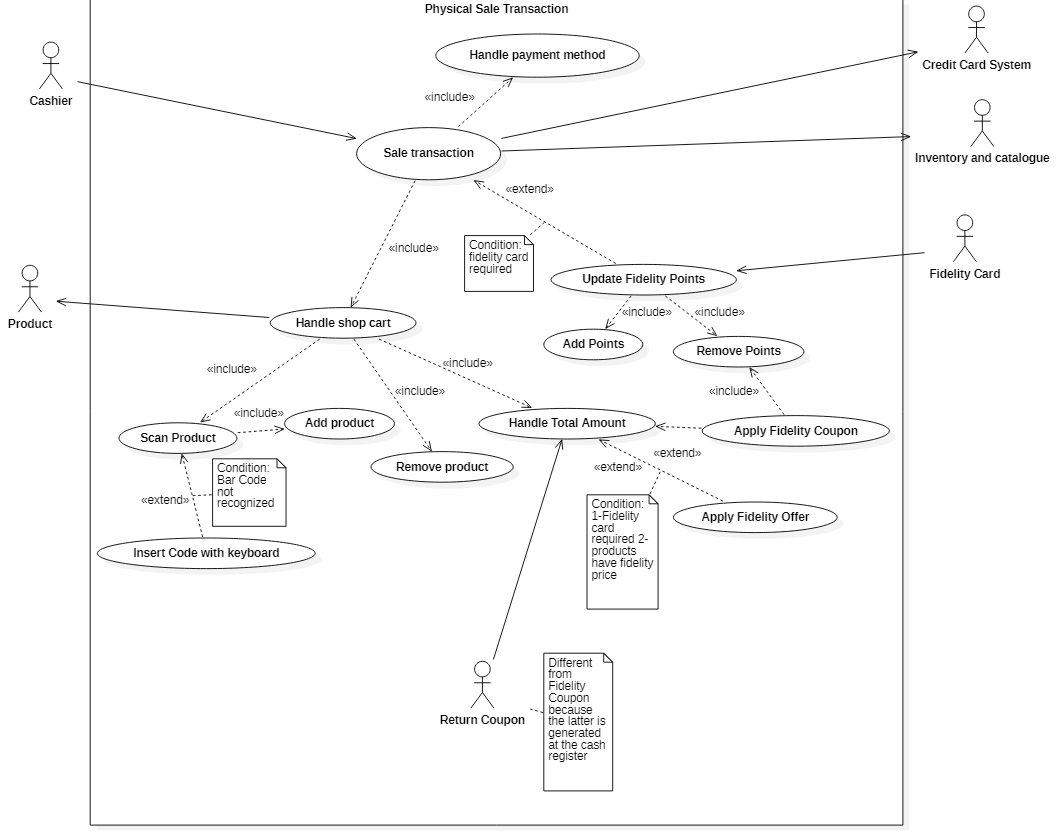 Physical Sale Transaction
Handle payment method
Credit Card System
Cashier
«include»
Sale transaction
Inventory and catalogue
«extend»
«include»
Condition:
fidelity card
required
Fidelity Card
Update Fidelity Points
Product
Handle shop cart
«include»
«include»
Add Points
Remove Points
«include»
«include»
«include»
«include»
«include»
Scan Product
Add product
Remove product
Handle Total Amount
Apply Fidelity Coupon
«extend»
«extend»
Condition:
Bar Code
not
recognized
«extend»
Insert Code with keyboard
Condition:
1-Fidelity
card
required 2-
products
have fidelity
price
Apply Fidelity Offer
Return Coupon
Different
from
Fidelity
Coupon
because
the latter is
generated
at the cash
register